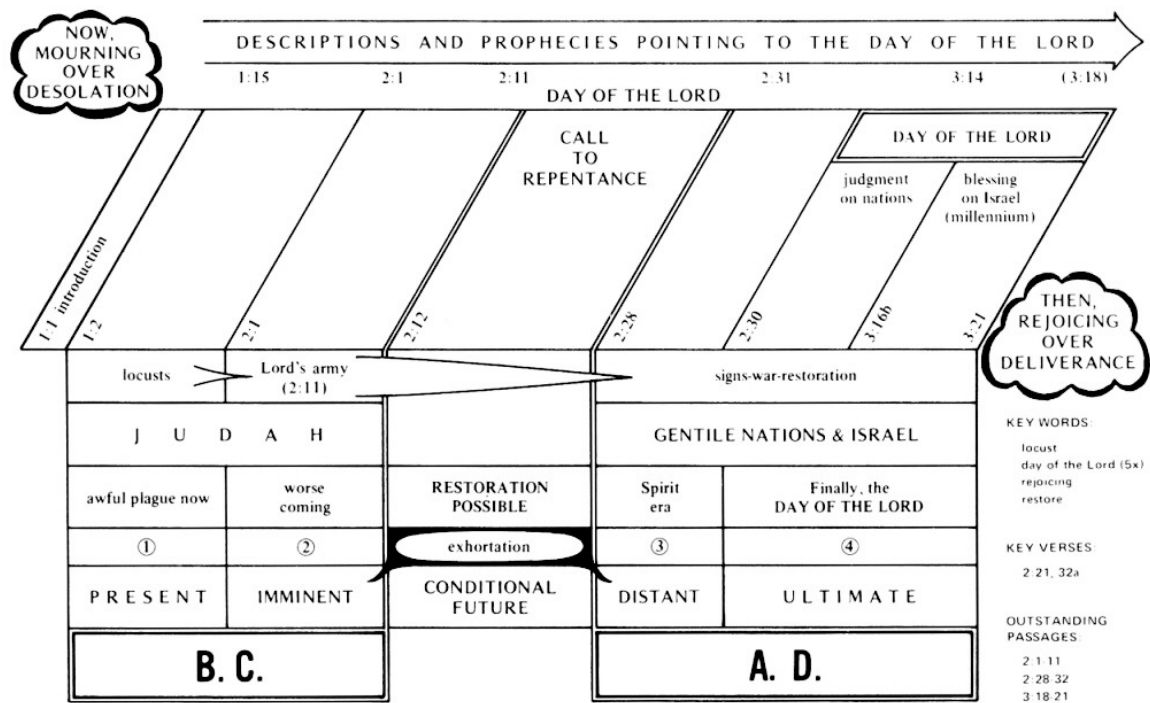 NOW,
MOURNING
OVER
DESOLATION
DESCRIPTIONS AND PROPHECIES POINTING TO THE DAY OF THE LORD
1:15 2:1 2:11 2:31 3:14 (3:18)
DAY OF THE LORD
CALL
TO
REPENTANCE
DAY OF THE LORD
judgment
on nations
blessing
on Israel
(millennium)
1:1 introduction
1:2
2:1
2:12
2:28
2:30
3:16b
3:21
THEN,
REJOICING
OVER
DELIVERANCE
locusts
Lord's army
(2:11)
signs-war-restoration
JUDAH
GENTILE NATIONS & ISRAEL
awful plague now
worse
coming
RESTORATION
POSSIBLE
Spirit
era
Finally, the
DAY OF THE LORD
①
②
exhortation
③
④
PRESENT
IMMINENT
CONDITIONAL
FUTURE
DISTANT
ULTIMATE
B. C.
A. D.
KEY WORDS:
locust
day of the Lord (5x)
rejoicing
restore
KEY VERSES:
2:21, 32a
OUTSTANDING
PASSAGES:
2:1-11
2:28-32
3:18-21